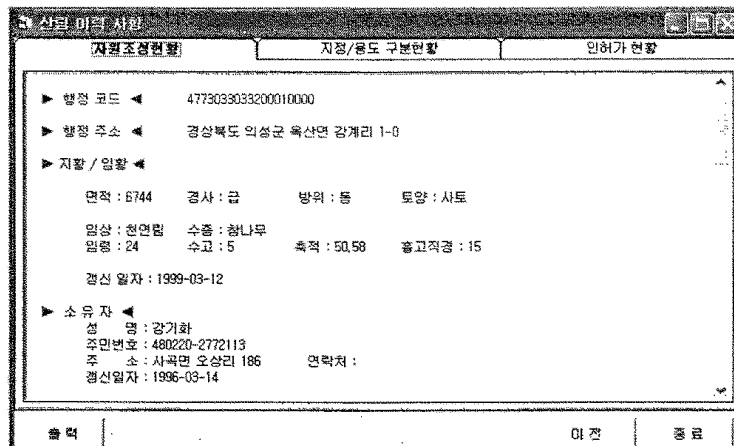 산림 이력 사항
자원조성현황 지정/용도 구분현황 인허가 현황
▶ 행정 코드 ◀ 4773033033200010000
▶ 행정 주소 ◀ 경상북도 의성군 옥산면 감계리 1-0
▶ 지황 / 임황 ◀
면적 : 6744 경사 : 급 방위 : 동 토양 : 사토
임상 : 천연림 수종 : 참나무
임령 : 24 수고 : 5 축적 : 50.58 흉고직경 : 15
갱신 일자 : 1999-03-12
▶ 소 유 자 ◀
성 명 : 강기화
주민번호 : 480220-2772113
주 소 : 사곡면 오상리 186 연락처 :
갱신일자 : 1996-03-14
출 력 이 전 종 료